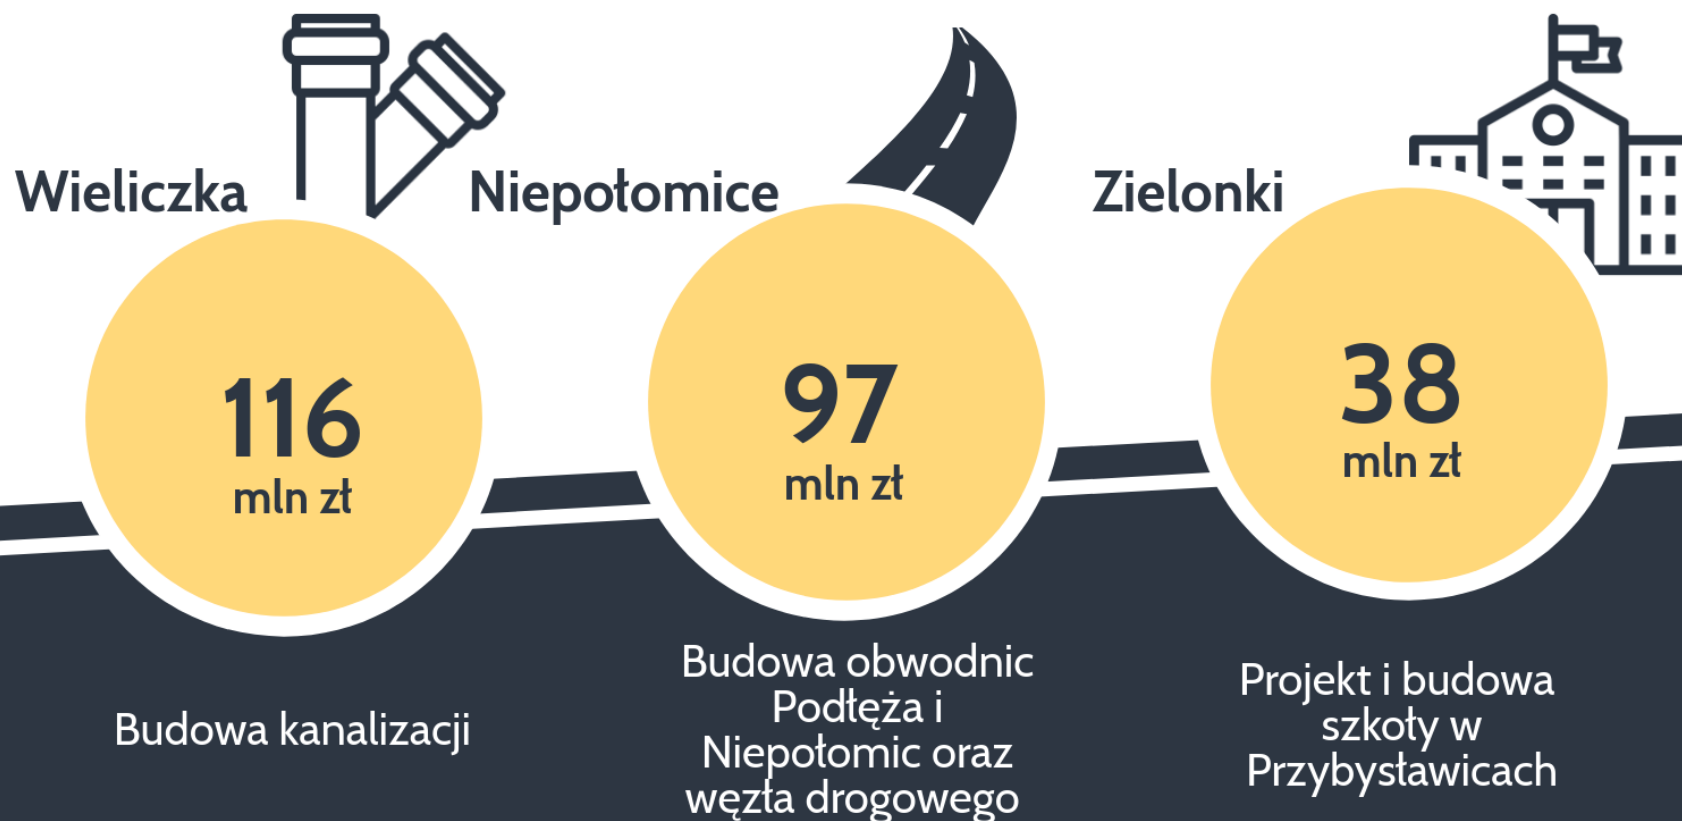 Wieliczka
116
mln zł
Budowa kanalizacji
Niepołomice
97
mln zł
Budowa obwodnic
Podłęża i
Niepołomic oraz
węzła drogowego
Zielonki
38
mln zł
Projekt i budowa
szkoły w
Przybysławicach